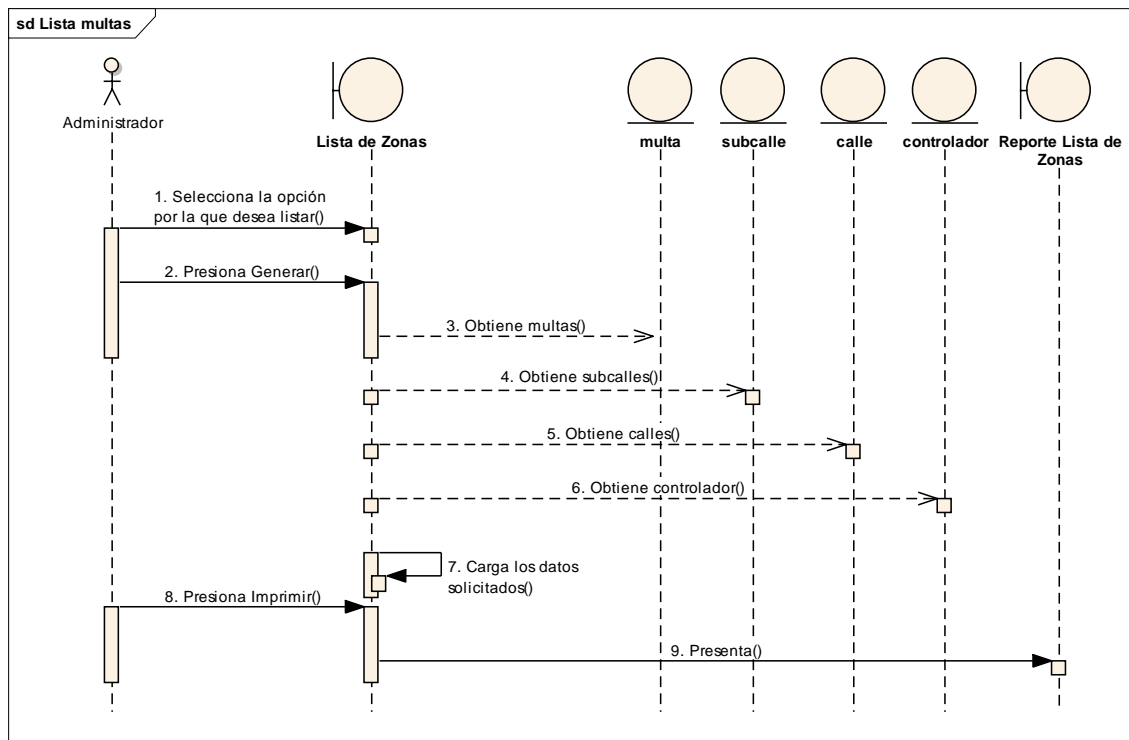 sd Lista multas
Administrador
Lista de Zonas
multa
subcalle
calle
controlador
Reporte Lista de
Zonas
1. Selecciona la opción
por la que desea listar()
2. Presiona Generar()
3. Obtiene multas()
4. Obtiene subcalles()
5. Obtiene calles()
6. Obtiene controlador()
7. Carga los datos
solicitados()
8. Presiona Imprimir()
9. Presenta()